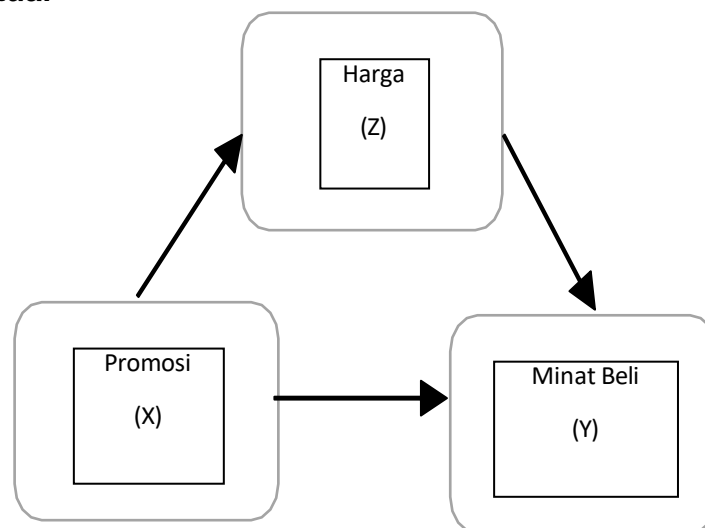 Harga
(Z)
Promosi
(X)
Minat Beli
(Y)